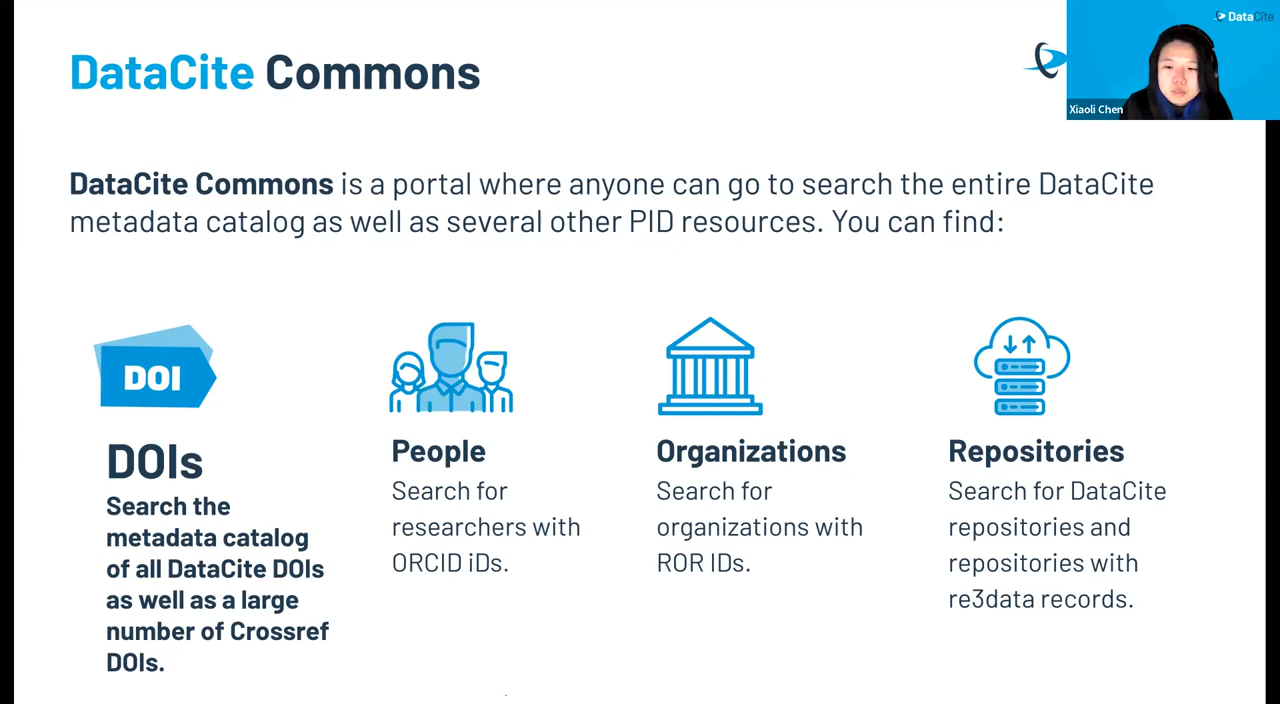 DataCite Commons
DataCite
Xiaoli Chen
DataCite Commons is a portal where anyone can go to search the entire DataCite
metadata catalog as well as several other PID resources. You can find:
DOI
DOIs
Search the
metadata catalog
of all DataCite DOIs
as well as a large
number of Crossref
DOIs.
People
Search for
researchers with
ORCID iDs.
Organizations
Search for
organizations with
ROR IDs.
Repositories
Search for DataCite
repositories and
repositories with
re3data records.